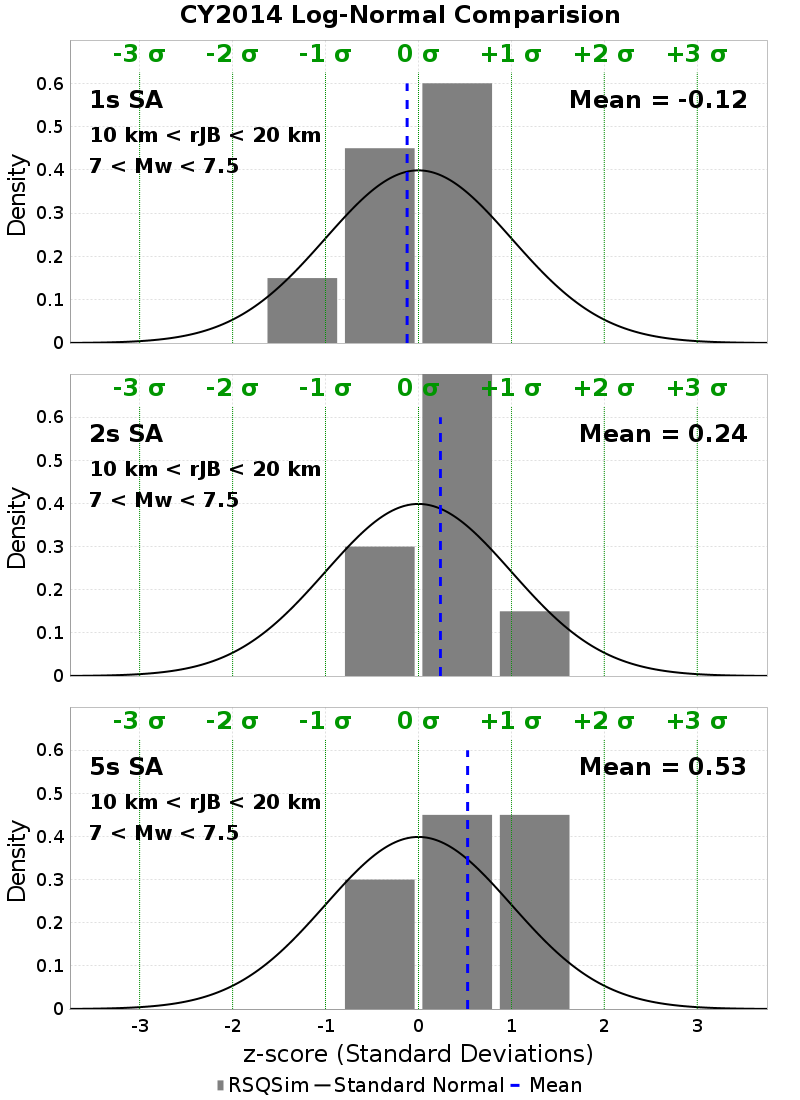 CY2014 Log-Normal Comparision
-3 σ -2 σ -1 σ 0 σ +1 σ +2 σ +3 σ
0.6
1s SA Mean = -0.12
0.5
10 km < rJB < 20 km
7 < Mw < 7.5
0.4
Density
0.3
0.2
0.1
0
-3 σ -2 σ -1 σ 0 σ +1 σ +2 σ +3 σ
0.6
2s SA Mean = 0.24
0.5
10 km < rJB < 20 km
7 < Mw < 7.5
0.4
Density
0.3
0.2
0.1
0
-3 σ -2 σ -1 σ 0 σ +1 σ +2 σ +3 σ
0.6
5s SA Mean = 0.53
0.5
10 km < rJB < 20 km
7 < Mw < 7.5
0.4
Density
0.3
0.2
0.1
0
-3 -2 -1 0 1 2 3
z-score (Standard Deviations)
RSQSim Standard Normal Mean